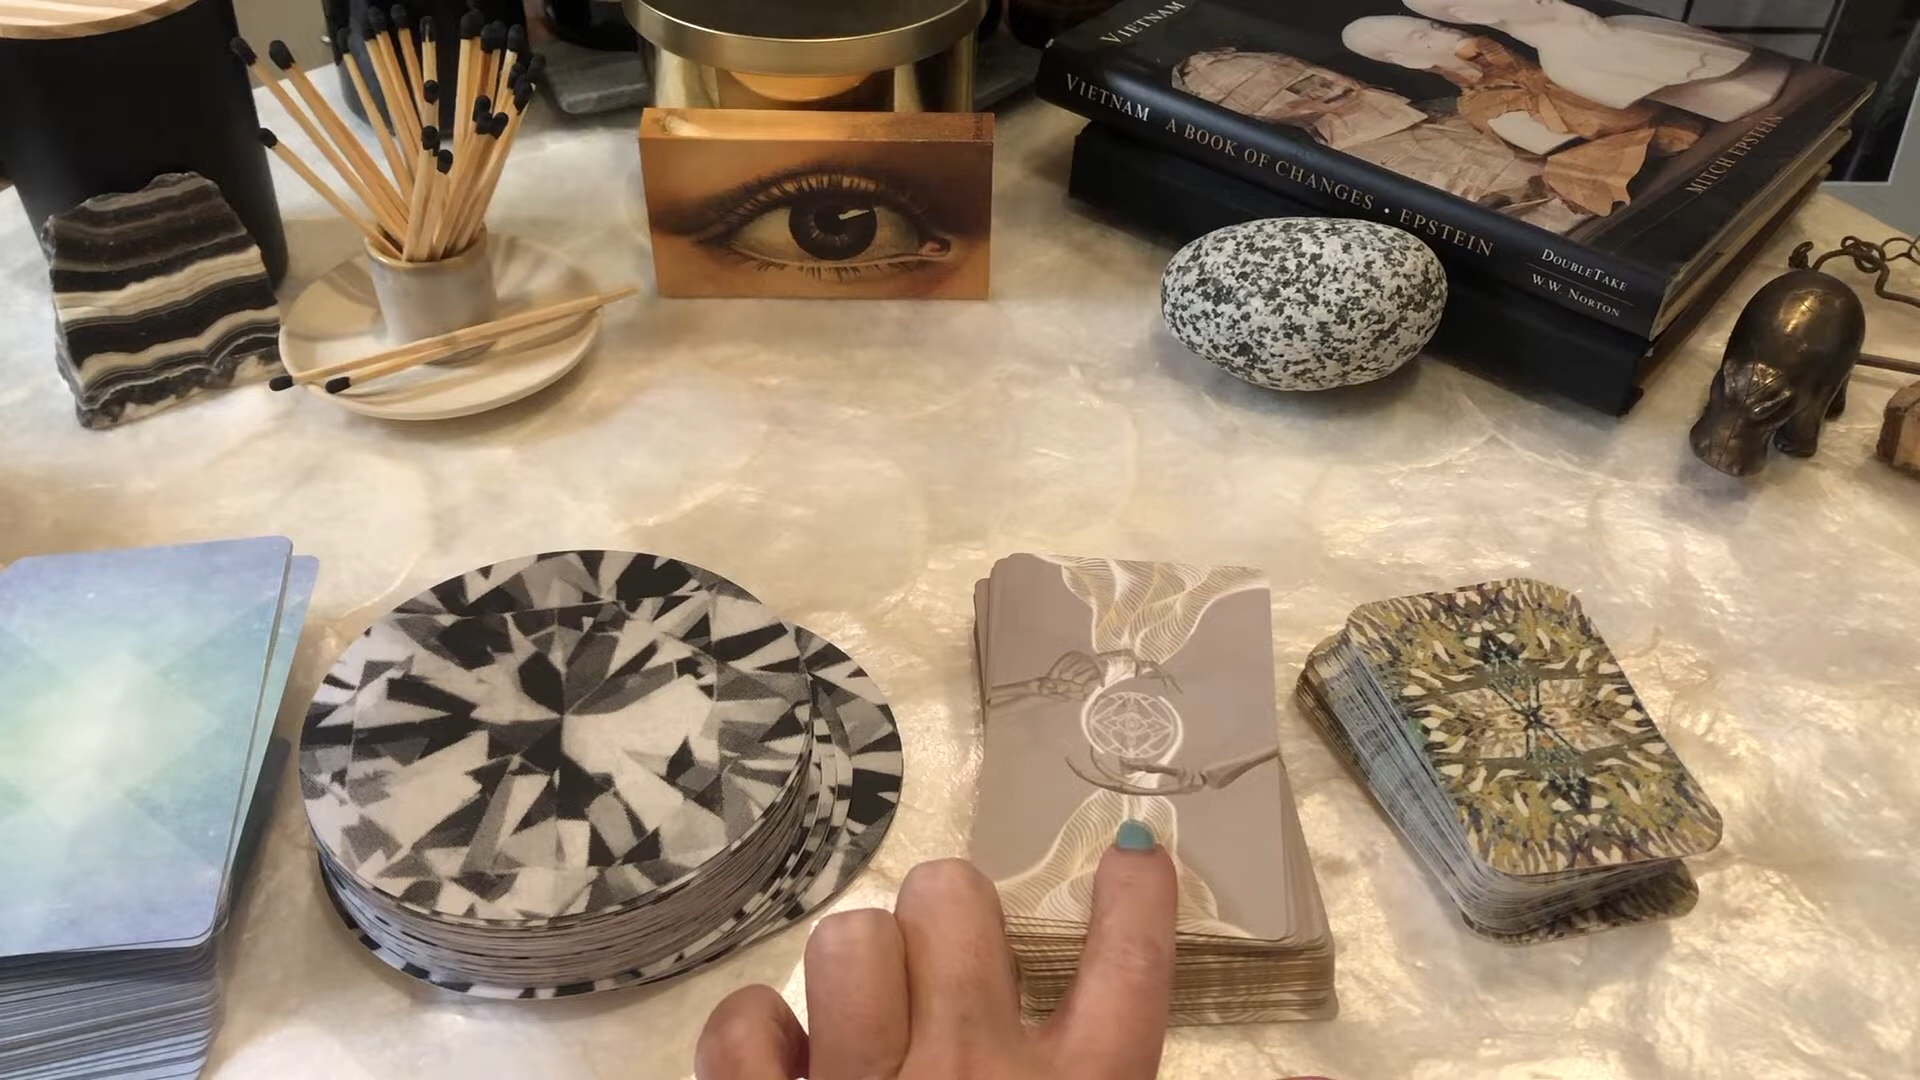 VIETNAM
VIETNAM A BOOK OF CHANGES • EPSTEIN
DOUBLETAKE
W.W. NORTON
MITCH EPSTEIN